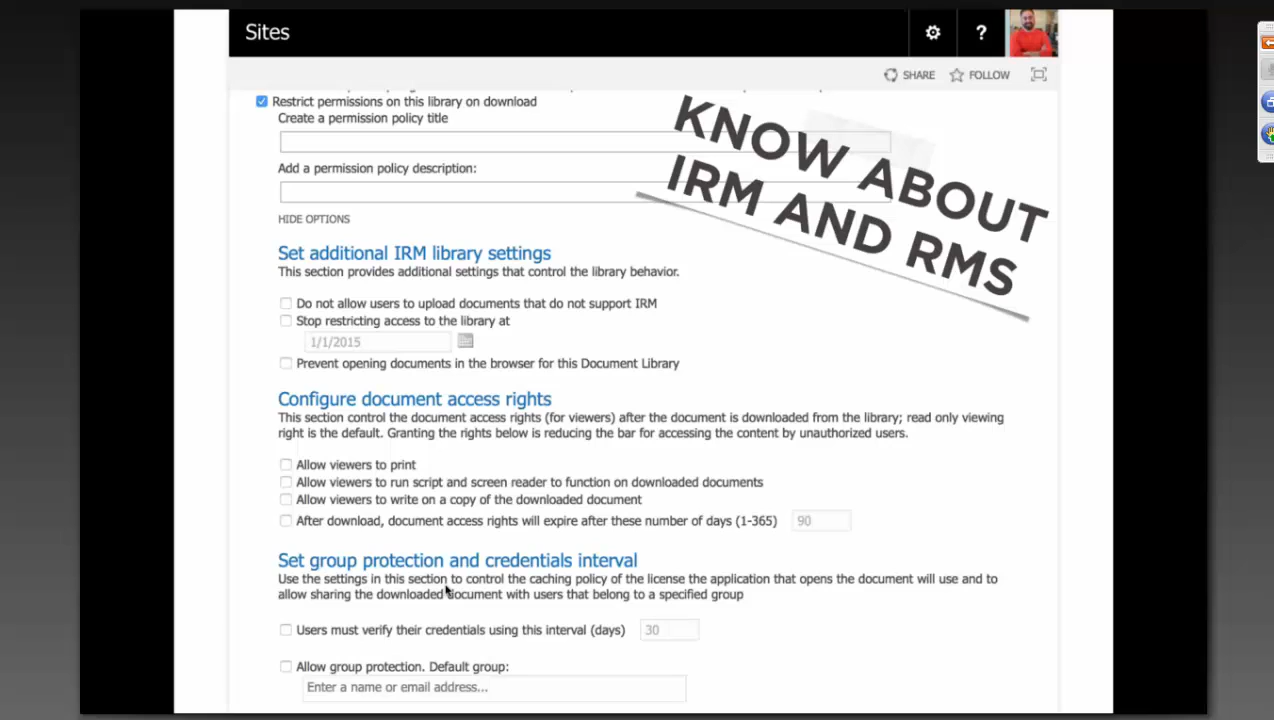 Sites
?
SHARE
FOLLOW
Restrict permissions on this library on download
Create a permission policy title
KNOW ABOUT
IRM AND RMS
Add a permission policy description:
HIDE OPTIONS
Set additional IRM library settings
This section provides additional settings that control the library behavior.
Do not allow users to upload documents that do not support IRM
Stop restricting access to the library at
1/1/2015
Prevent opening documents in the browser for this Document Library
Configure document access rights
This section control the document access rights (for viewers) after the document is downloaded from the library; read only viewing
right is the default. Granting the rights below is reducing the bar for accessing the content by unauthorized users.
Allow viewers to print
Allow viewers to run script and screen reader to function on downloaded documents
Allow viewers to write on a copy of the downloaded document
After download, document access rights will expire after these number of days (1-365) 90
Set group protection and credentials interval
Use the settings in this section to control the caching policy of the license the application that opens the document will use and to
allow sharing the downloaded document with users that belong to a specified group
Users must verify their credentials using this interval (days) 30
Allow group protection. Default group:
Enter a name or email address...